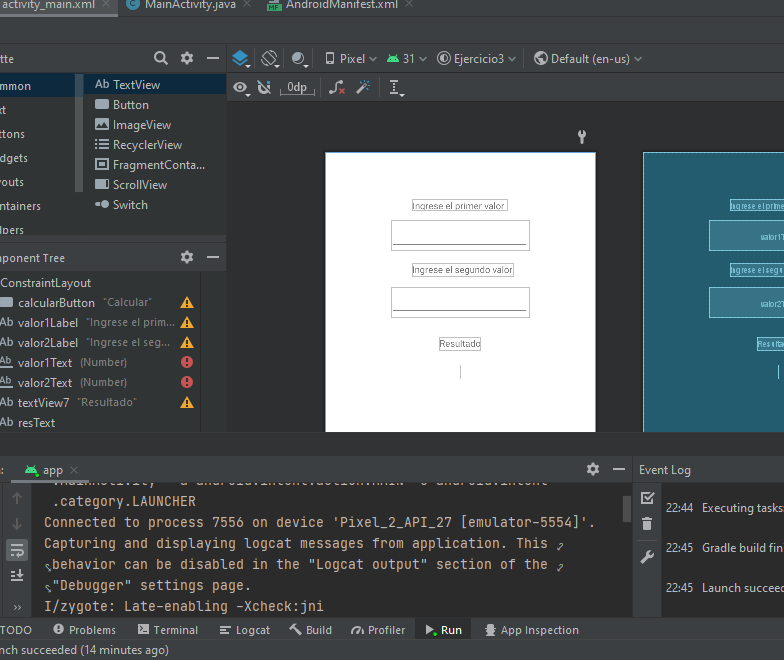 activity_main.xml MainActivity.java AndroidManifest.xml
tte Pixel 31 Ejercicio3 Default (en-us)
mmon Ab TextView 0dp
xt Button
ttons ImageView
dgets RecyclerView
youts FragmentConta...
ntainers ScrollView
lpers Switch
ponent Tree
ConstraintLayout
calcularButton "Calcular"
Ab valor1Label "Ingrese el prim...
Ab valor2Label "Ingrese el seg...
Ab valor1Text (Number)
Ab valor2Text (Number)
Ab textView7 "Resultado"
Ab resText
Ingrese el primer valor
Ingrese el segundo valor
Resultado
Ingrese el prime
valor1T
Ingrese el segu
valor2T
Resulta
: app
.category.LAUNCHER
Connected to process 7556 on device 'Pixel_2_API_27 [emulator-5554]'.
Capturing and displaying logcat messages from application. This
behavior can be disabled in the "Logcat output" section of the
"Debugger" settings page.
I/zygote: Late-enabling -Xcheck:jni
Event Log
22:44 Executing tasks
22:45 Gradle build fin
22:45 Launch succeed
TODO Problems Terminal Logcat Build Profiler Run App Inspection
nch succeeded (14 minutes ago)